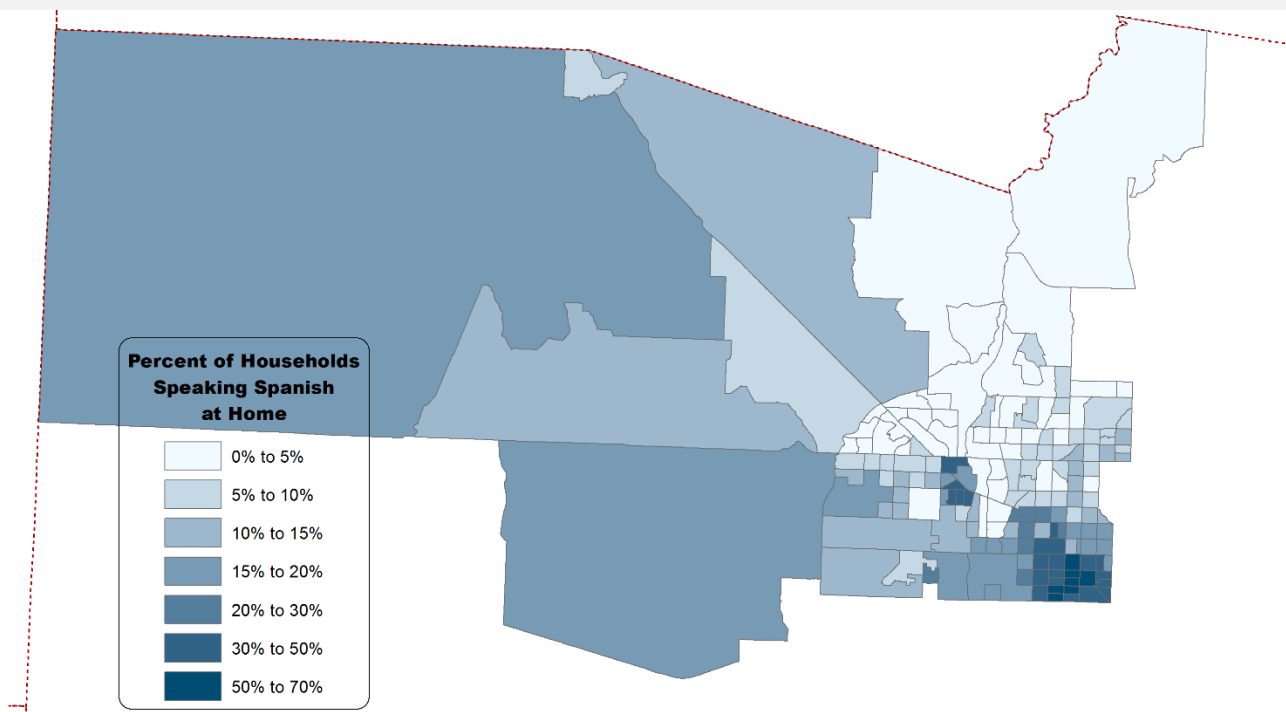 Percent of Households
Speaking Spanish
at Home
0% to 5%
5% to 10%
10% to 15%
15% to 20%
20% to 30%
30% to 50%
50% to 70%